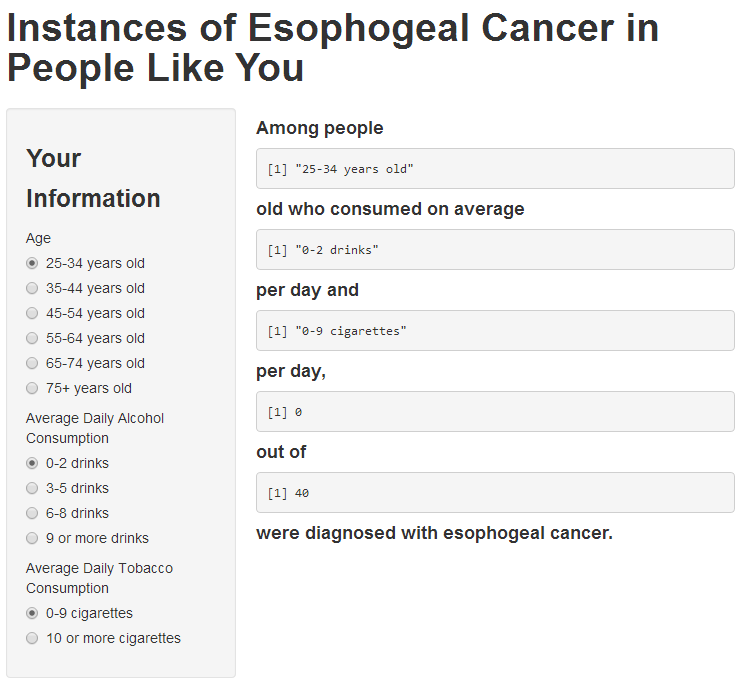 Instances of Esophogeal Cancer in
People Like You
Your
Information
Age
25-34 years old
35-44 years old
45-54 years old
55-64 years old
65-74 years old
75+ years old
Average Daily Alcohol
Consumption
0-2 drinks
3-5 drinks
6-8 drinks
9 or more drinks
Average Daily Tobacco
Consumption
0-9 cigarettes
10 or more cigarettes
Among people
[1] "25-34 years old"
old who consumed on average
[1] "0-2 drinks"
per day and
[1] "0-9 cigarettes"
per day,
[1] 0
out of
[1] 40
were diagnosed with esophogeal cancer.